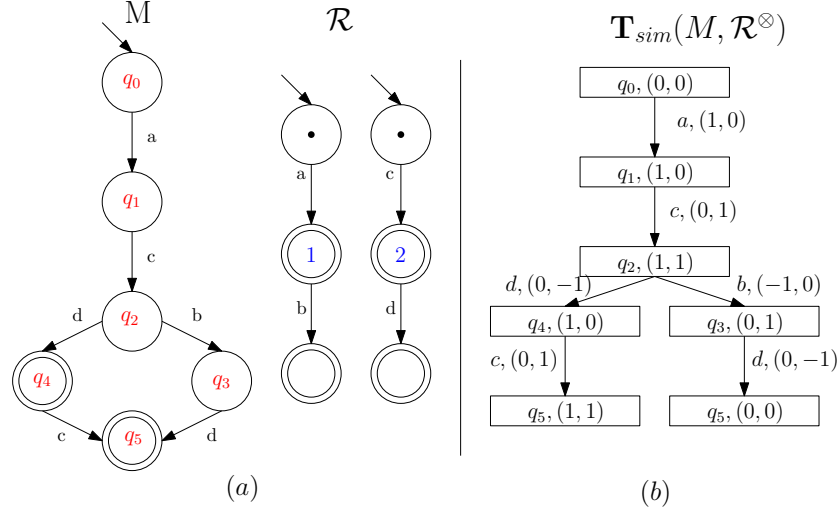 M
q₀
a
q₁
c
q₂
d
b
q₄
q₃
c
d
q₅
ℛ
a
c
1
2
b
d
(a)
𝐓ₛᵢₘ(M, ℛ^⊗)
q₀, (0, 0)
a, (1, 0)
q₁, (1, 0)
c, (0, 1)
q₂, (1, 1)
d, (0, −1)
b, (−1, 0)
q₄, (1, 0)
q₃, (0, 1)
c, (0, 1)
d, (0, −1)
q₅, (1, 1)
q₅, (0, 0)
(b)